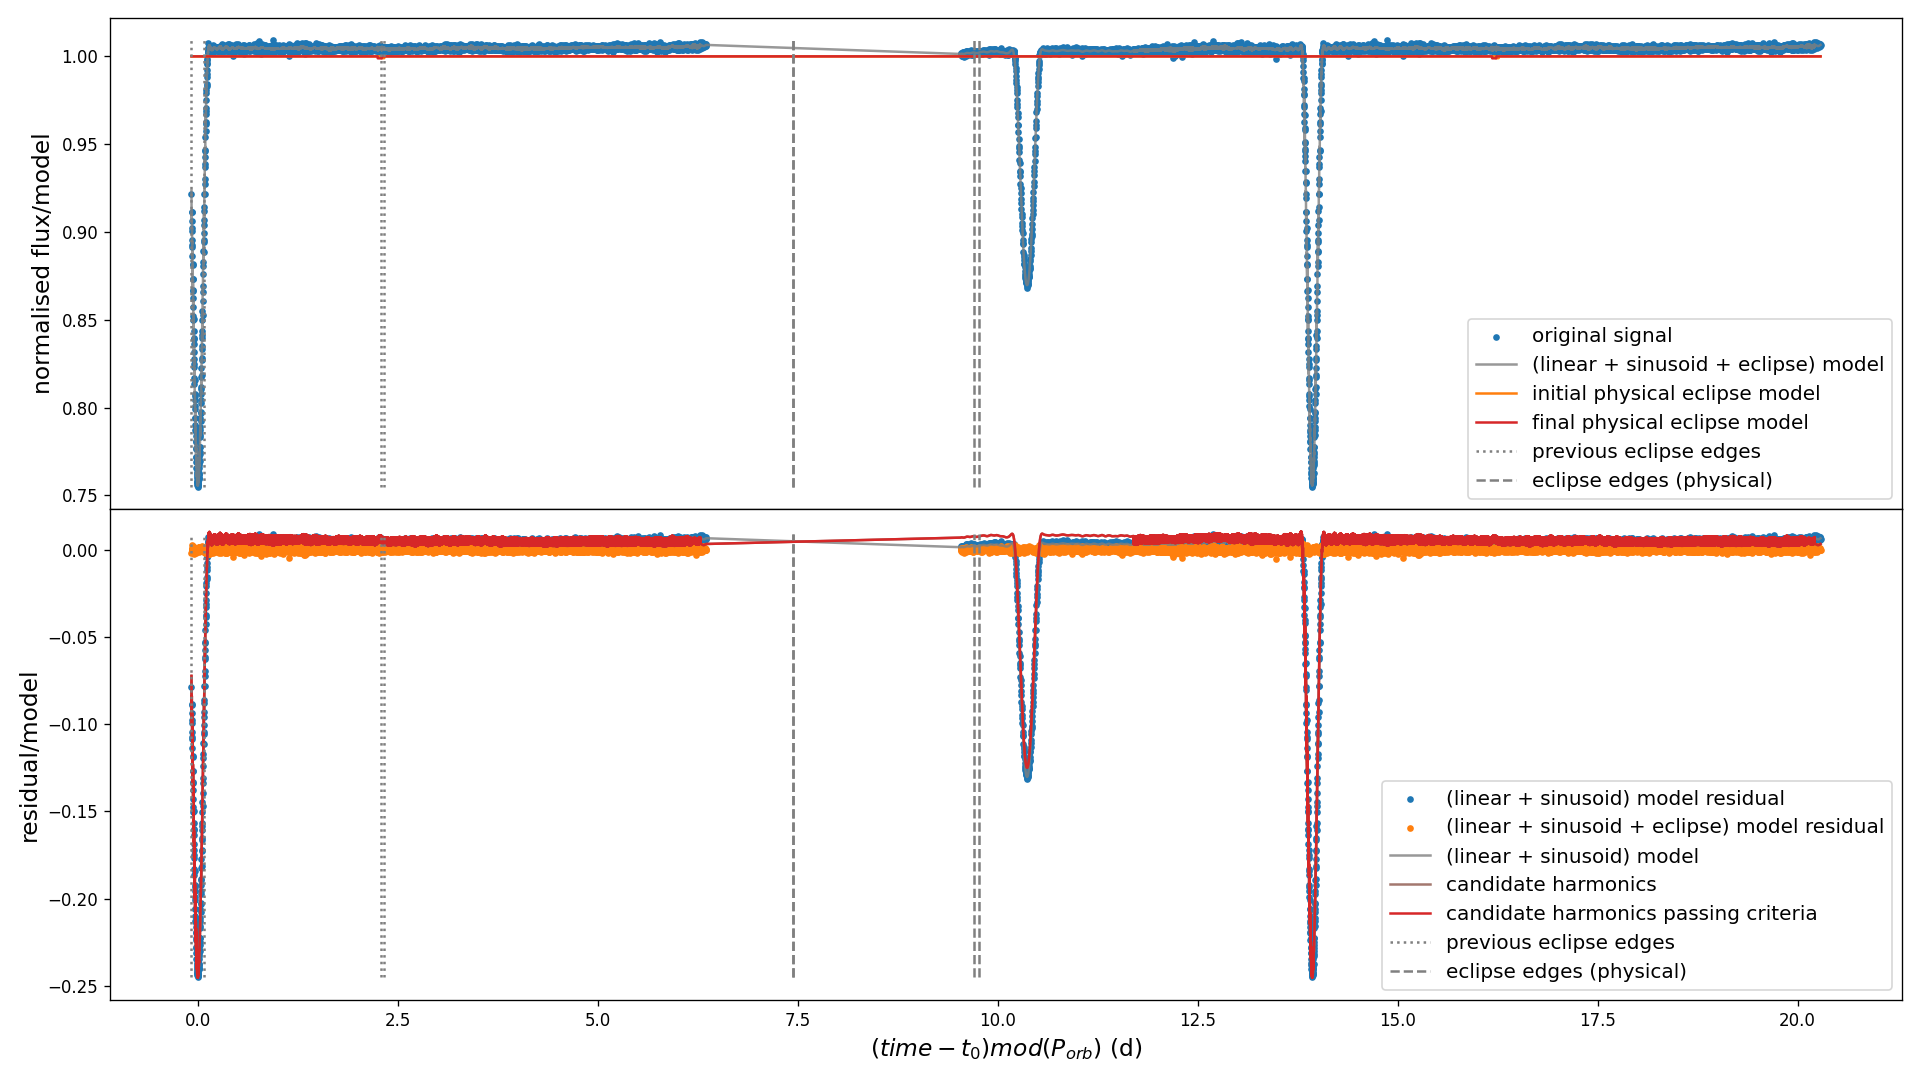 1.00
0.95
0.90
0.85
0.80
0.75
normalised flux/model
original signal
(linear + sinusoid + eclipse) model
initial physical eclipse model
final physical eclipse model
previous eclipse edges
eclipse edges (physical)
0.00
−0.05
−0.10
−0.15
−0.20
−0.25
residual/model
(linear + sinusoid) model residual
(linear + sinusoid + eclipse) model residual
(linear + sinusoid) model
candidate harmonics
candidate harmonics passing criteria
previous eclipse edges
eclipse edges (physical)
0.0 2.5 5.0 7.5 10.0 12.5 15.0 17.5 20.0
(time − t₀)mod(Pₒᵣb) (d)